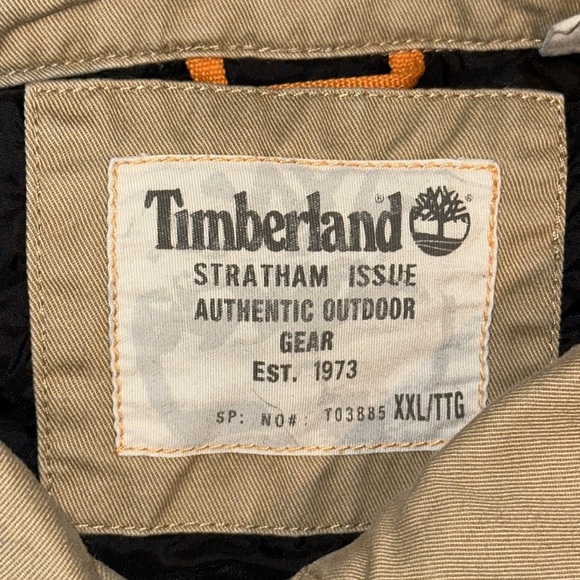 Timberland® ®
STRATHAM ISSUE
AUTHENTIC OUTDOOR
GEAR
EST. 1973
SP: NO#: T03885 XXL/TTG